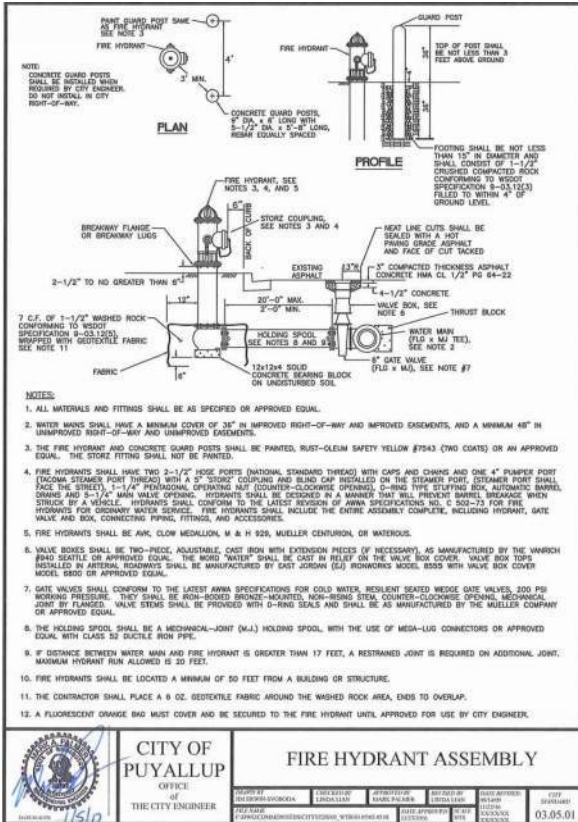 PAINT GUARD POST SAME
AS FIRE HYDRANT
SEE NOTE 3
FIRE HYDRANT
NOTE:
CONCRETE GUARD POSTS
SHALL BE INSTALLED WHEN
REQUIRED BY CITY ENGINEER.
DO NOT INSTALL IN CITY
RIGHT-OF-WAY.
4'
3' MIN.
PLAN
CONCRETE GUARD POSTS,
9" DIA. x 6' LONG WITH
5-1/2" DIA. x 5'-8" LONG,
REBAR EQUALLY SPACED
GUARD POST
FIRE HYDRANT
TOP OF POST SHALL
BE NOT LESS THAN 3
FEET ABOVE GROUND
36"
36"
PROFILE
FOOTING SHALL BE NOT LESS
THAN 15" IN DIAMETER AND
SHALL CONSIST OF 1-1/2"
CRUSHED COMPACTED ROCK
CONFORMING TO WSDOT
SPECIFICATION 9-03.12(3)
FILLED TO WITHIN 4" OF
GROUND LEVEL
FIRE HYDRANT, SEE
NOTES 3, 4, AND 5
6"
STORZ COUPLING,
SEE NOTES 3 AND 4
BACK OF CURB
BREAKWAY FLANGE
OR BREAKWAY LUGS
NEAT LINE CUTS SHALL BE
SEALED WITH A HOT
PAVING GRADE ASPHALT
AND FACE OF CUT TACKED
EXISTING
ASPHALT
3" COMPACTED THICKNESS ASPHALT
CONCRETE HMA CL 1/2" PG 64-22
2-1/2" TO NO GREATER THAN 6"
4-1/2" CONCRETE
12"
20'-0" MAX.
2'-0" MIN.
VALVE BOX, SEE
NOTE 6
THRUST BLOCK
7 C.F. OF 1-1/2" WASHED ROCK
CONFORMING TO WSDOT
SPECIFICATION 9-03.12(5),
WRAPPED WITH GEOTEXTILE FABRIC
SEE NOTE 11
HOLDING SPOOL
SEE NOTES 8 AND 9
WATER MAIN
(FLG x MJ TEE),
SEE NOTE 2
FABRIC
6"
12x12x4 SOLID
CONCRETE BEARING BLOCK
ON UNDISTURBED SOIL
6" GATE VALVE
(FLG x MJ), SEE NOTE #7
NOTES:
1. ALL MATERIALS AND FITTINGS SHALL BE AS SPECIFIED OR APPROVED EQUAL.
2. WATER MAINS SHALL HAVE A MINIMUM COVER OF 36" IN IMPROVED RIGHT-OF-WAY AND IMPROVED EASEMENTS, AND A MINIMUM 48" IN
UNIMPROVED RIGHT-OF-WAY AND UNIMPROVED EASEMENTS.
3. THE FIRE HYDRANT AND CONCRETE GUARD POSTS SHALL BE PAINTED, RUST-OLEUM SAFETY YELLOW #7543 (TWO COATS) OR AN APPROVED
EQUAL. THE STORZ FITTING SHALL NOT BE PAINTED.
4. FIRE HYDRANTS SHALL HAVE TWO 2-1/2" HOSE PORTS (NATIONAL STANDARD THREAD) WITH CAPS AND CHAINS AND ONE 4" PUMPER PORT
(TACOMA STEAMER PORT THREAD) WITH A 5" "STORZ" COUPLING AND BLIND CAP INSTALLED ON THE STEAMER PORT, (STEAMER PORT SHALL
FACE THE STREET), 1-1/4" PENTAGONAL OPERATING NUT (COUNTER-CLOCKWISE OPENING), O-RING TYPE STUFFING BOX, AUTOMATIC BARREL
DRAINS AND 5-1/4" MAIN VALVE OPENING. HYDRANTS SHALL BE DESIGNED IN A MANNER THAT WILL PREVENT BARREL BREAKAGE WHEN
STRUCK BY A VEHICLE. HYDRANTS SHALL CONFORM TO THE LATEST REVISION OF AWWA SPECIFICATIONS NO. C 502-73 FOR FIRE
HYDRANTS FOR ORDINARY WATER SERVICE. FIRE HYDRANTS SHALL INCLUDE THE ENTIRE ASSEMBLY COMPLETE, INCLUDING HYDRANT, GATE
VALVE AND BOX, CONNECTING PIPING, FITTINGS, AND ACCESSORIES.
5. FIRE HYDRANTS SHALL BE AVK, CLOW MEDALLION, M & H 929, MUELLER CENTURION, OR WATEROUS.
6. VALVE BOXES SHALL BE TWO-PIECE, ADJUSTABLE, CAST IRON WITH EXTENSION PIECES (IF NECESSARY), AS MANUFACTURED BY THE VANRICH
#940 SEATTLE OR APPROVED EQUAL. THE WORD "WATER" SHALL BE CAST IN RELIEF ON THE VALVE BOX COVER. VALVE BOX TOPS
INSTALLED IN ARTERIAL ROADWAYS SHALL BE MANUFACTURED BY EAST JORDAN (EJ) IRONWORKS MODEL 8555 WITH VALVE BOX COVER
MODEL 6800 OR APPROVED EQUAL.
7. GATE VALVES SHALL CONFORM TO THE LATEST AWWA SPECIFICATIONS FOR COLD WATER, RESILIENT SEATED WEDGE GATE VALVES, 200 PSI
WORKING PRESSURE. THEY SHALL BE IRON-BODIED BRONZE-MOUNTED, NON-RISING STEM, COUNTER-CLOCKWISE OPENING, MECHANICAL
JOINT BY FLANGED. VALVE STEMS SHALL BE PROVIDED WITH O-RING SEALS AND SHALL BE AS MANUFACTURED BY THE MUELLER COMPANY
OR APPROVED EQUAL.
8. THE HOLDING SPOOL SHALL BE A MECHANICAL-JOINT (M.J.) HOLDING SPOOL, WITH THE USE OF MEGA-LUG CONNECTORS OR APPROVED
EQUAL WITH CLASS 52 DUCTILE IRON PIPE.
9. IF DISTANCE BETWEEN WATER MAIN AND FIRE HYDRANT IS GREATER THAN 17 FEET, A RESTRAINED JOINT IS REQUIRED ON ADDITIONAL JOINT.
MAXIMUM HYDRANT RUN ALLOWED IS 20 FEET.
10. FIRE HYDRANTS SHALL BE LOCATED A MINIMUM OF 50 FEET FROM A BUILDING OR STRUCTURE.
11. THE CONTRACTOR SHALL PLACE A 6 OZ. GEOTEXTILE FABRIC AROUND THE WASHED ROCK AREA, ENDS TO OVERLAP.
12. A FLUORESCENT ORANGE BAG MUST COVER AND BE SECURED TO THE FIRE HYDRANT UNTIL APPROVED FOR USE BY CITY ENGINEER.
CITY OF
PUYALLUP
OFFICE
of
THE CITY ENGINEER
FIRE HYDRANT ASSEMBLY
CHECKED BY
LINDA LIAN
APPROVED BY
MARK PALMER
REVISED BY
LINDA LIAN
DATE REVISED
CITY
STANDARD
FILE NAME
DATE APPROVED
SCALE
NTS
03.05.01